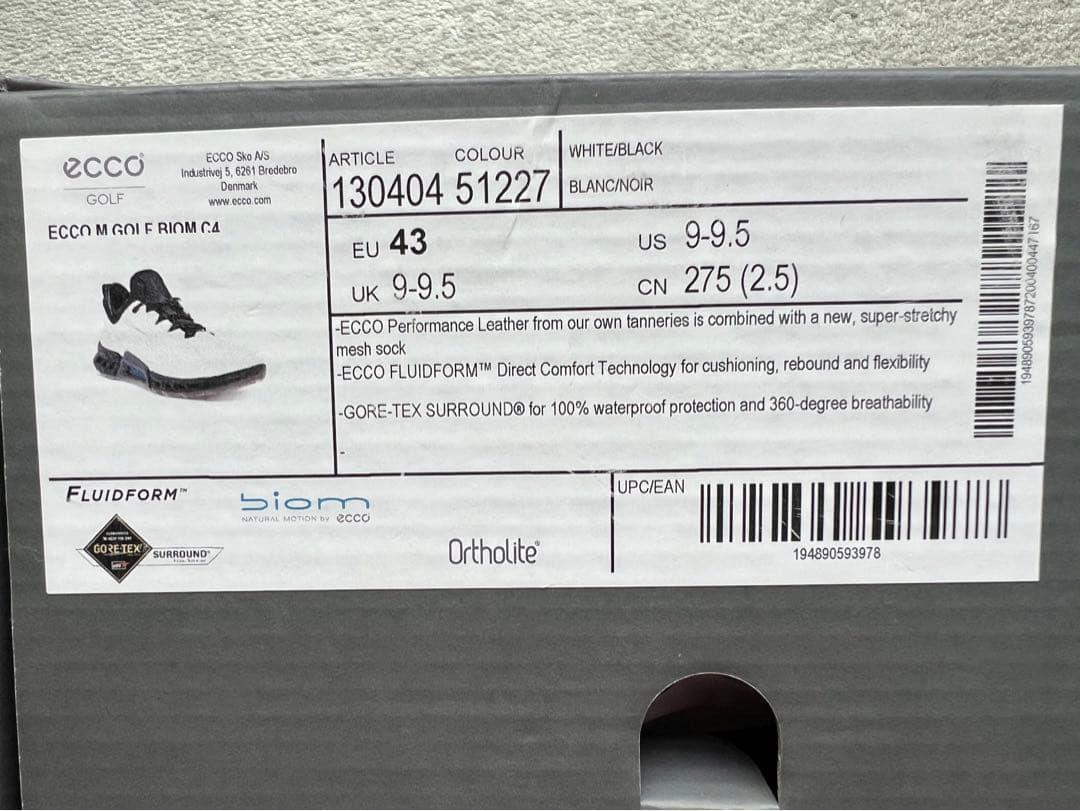 ecco
GOLF
ECCO Sko A/S
Industrivej 5, 6261 Bredebro
Denmark
www.ecco.com
ECCO M GOLF BIOM C4
ARTICLE COLOUR
130404 51227
WHITE/BLACK
BLANC/NOIR
EU 43
US 9-9.5
UK 9-9.5
CN 275 (2.5)
-ECCO Performance Leather from our own tanneries is combined with a new, super-stretchy
mesh sock
-ECCO FLUIDFORM™ Direct Comfort Technology for cushioning, rebound and flexibility
-GORE-TEX SURROUND® for 100% waterproof protection and 360-degree breathability
-
19489059397872004004471​67
FLUIDFORM™
biom
NATURAL MOTION BY ecco
GORE-TEX
SURROUND®
Ortholite®
UPC/EAN
194890593978